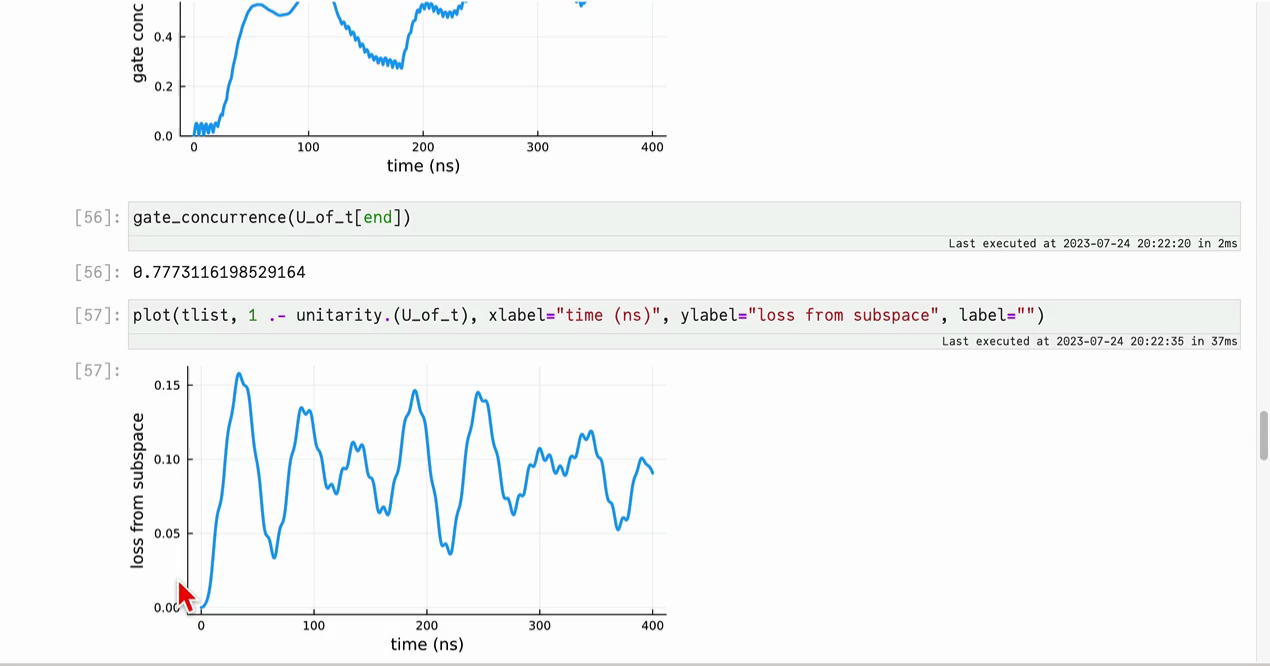 gate conc
0.4
0.2
0.0
0 100 200 300 400
time (ns)
[56]: gate_concurrence(U_of_t[end])
Last executed at 2023-07-24 20:22:20 in 2ms
[56]: 0.7773116198529164
[57]: plot(tlist, 1 .- unitarity.(U_of_t), xlabel="time (ns)", ylabel="loss from subspace", label="")
Last executed at 2023-07-24 20:22:35 in 37ms
[57]:
loss from subspace
0.15
0.10
0.05
0.00
0 100 200 300 400
time (ns)